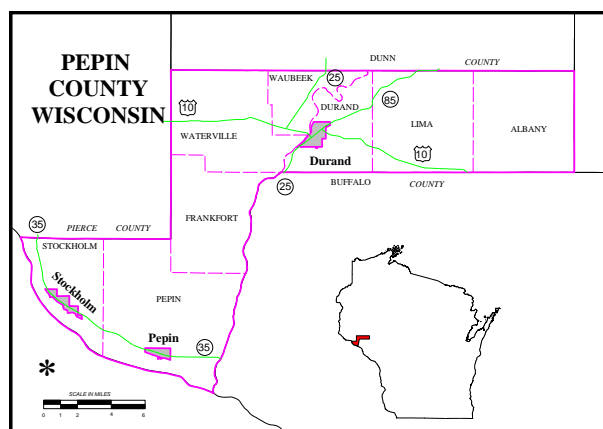 PEPIN
COUNTY
WISCONSIN
DUNN
COUNTY
WAUBEEK
25
DURAND
85
10
WATERVILLE
LIMA
ALBANY
Durand
10
25
BUFFALO
COUNTY
FRANKFORT
35
PIERCE COUNTY
STOCKHOLM
Stockholm
PEPIN
Pepin
35
*
SCALE IN MILES
0 1 2 4 6